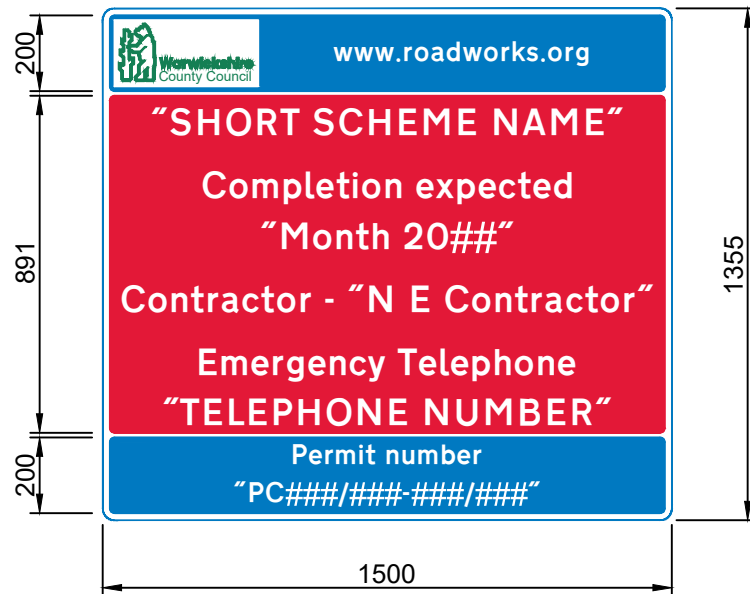 200
Warwickshire
County Council
www.roadworks.org
891
"SHORT SCHEME NAME"
Completion expected
"Month 20##"
Contractor - "N E Contractor"
Emergency Telephone
"TELEPHONE NUMBER"
1355
200
Permit number
"PC###/###-###/###"
1500